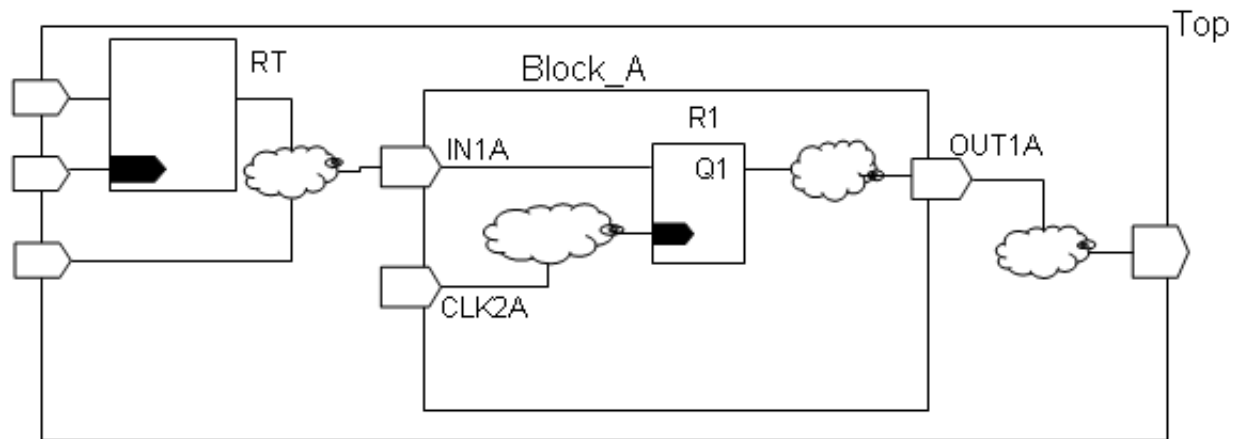 Top
RT
Block_A
R1
IN1A
Q1
OUT1A
CLK2A